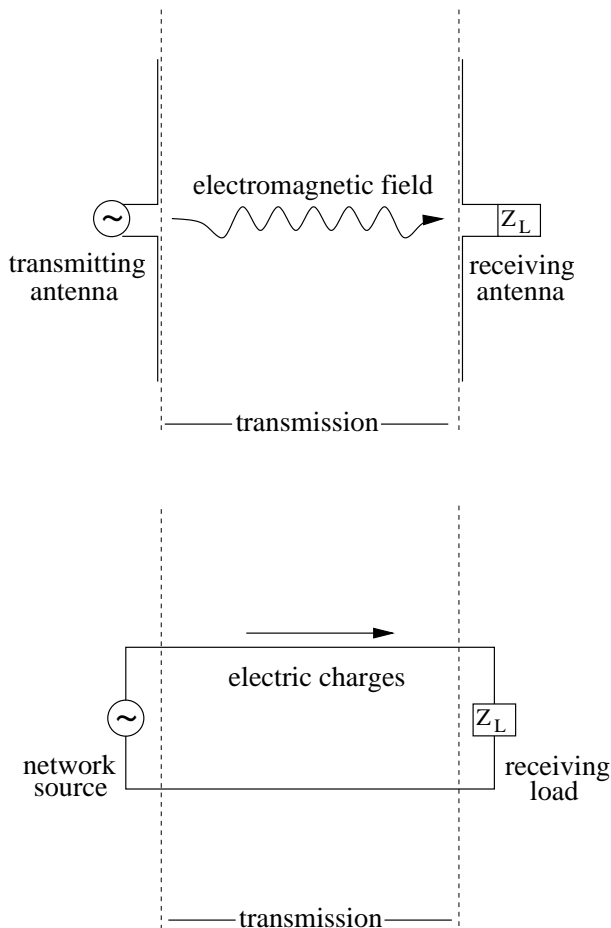 electromagnetic field
~
Z_L
transmitting
antenna
receiving
antenna
transmission
electric charges
~
Z_L
network
source
receiving
load
transmission